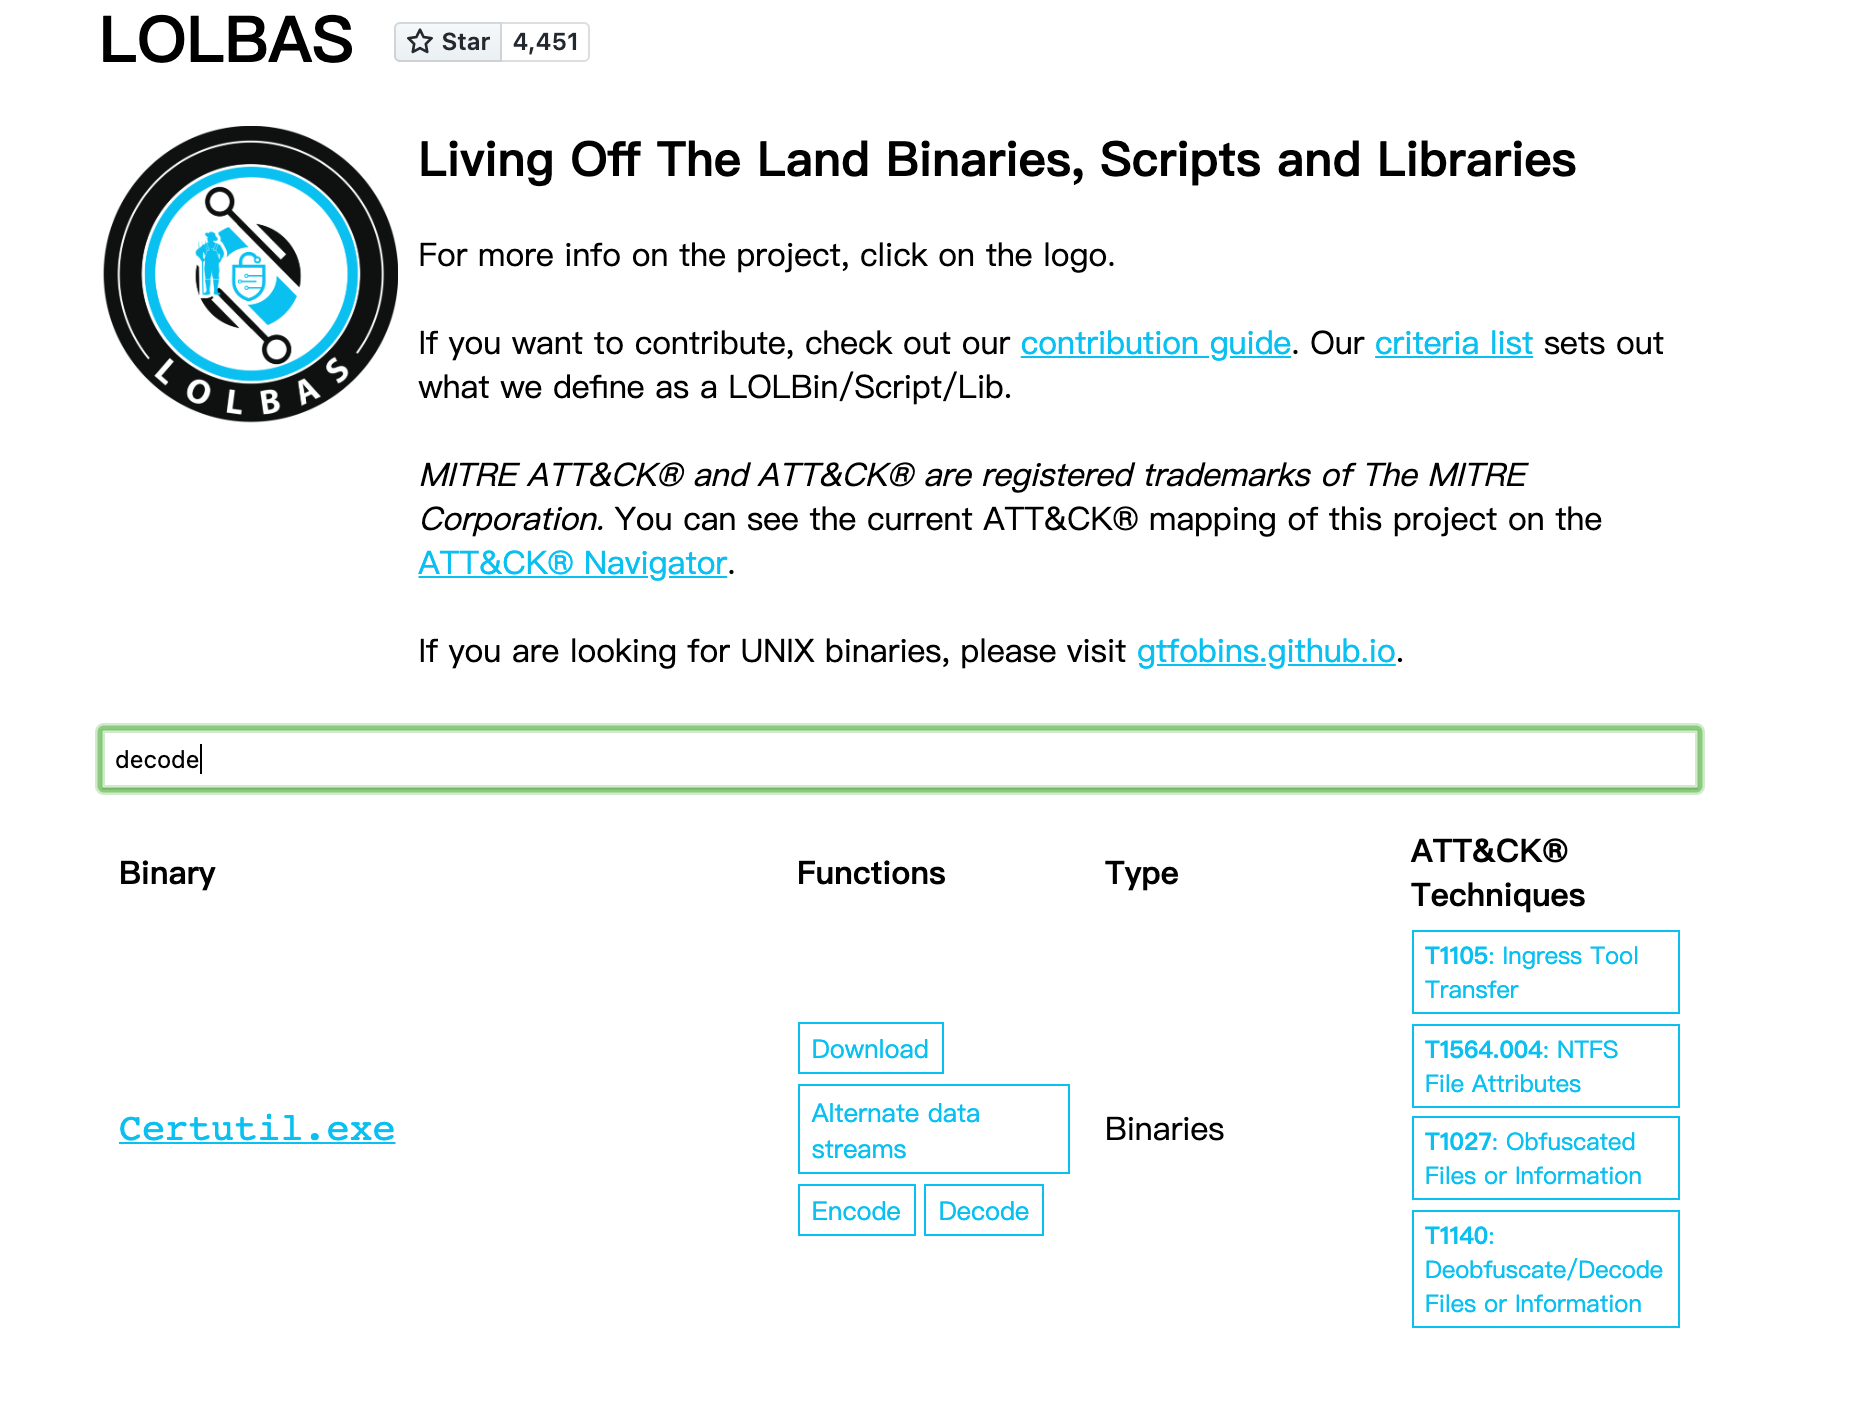 LOLBAS
Star 4,451
LOLBAS
Living Off The Land Binaries, Scripts and Libraries
For more info on the project, click on the logo.
If you want to contribute, check out our contribution guide. Our criteria list sets out
what we define as a LOLBin/Script/Lib.
MITRE ATT&CK® and ATT&CK® are registered trademarks of The MITRE
Corporation. You can see the current ATT&CK® mapping of this project on the
ATT&CK® Navigator.
If you are looking for UNIX binaries, please visit gtfobins.github.io.
decode
Binary
Functions
Type
ATT&CK®
Techniques
Certutil.exe
Download
Alternate data
streams
Encode
Decode
Binaries
T1105: Ingress Tool
Transfer
T1564.004: NTFS
File Attributes
T1027: Obfuscated
Files or Information
T1140:
Deobfuscate/Decode
Files or Information